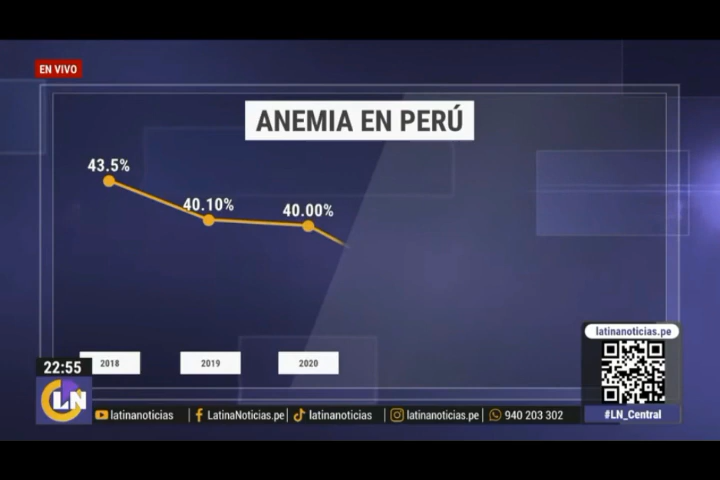 EN VIVO
ANEMIA EN PERÚ
43.5%
40.10%
40.00%
2018
2019
2020
22:55
LN
latinanoticias
LatinaNoticias.pe
latinanoticias
latinanoticias.pe
940 203 302
latinanoticias.pe
#LN_Central